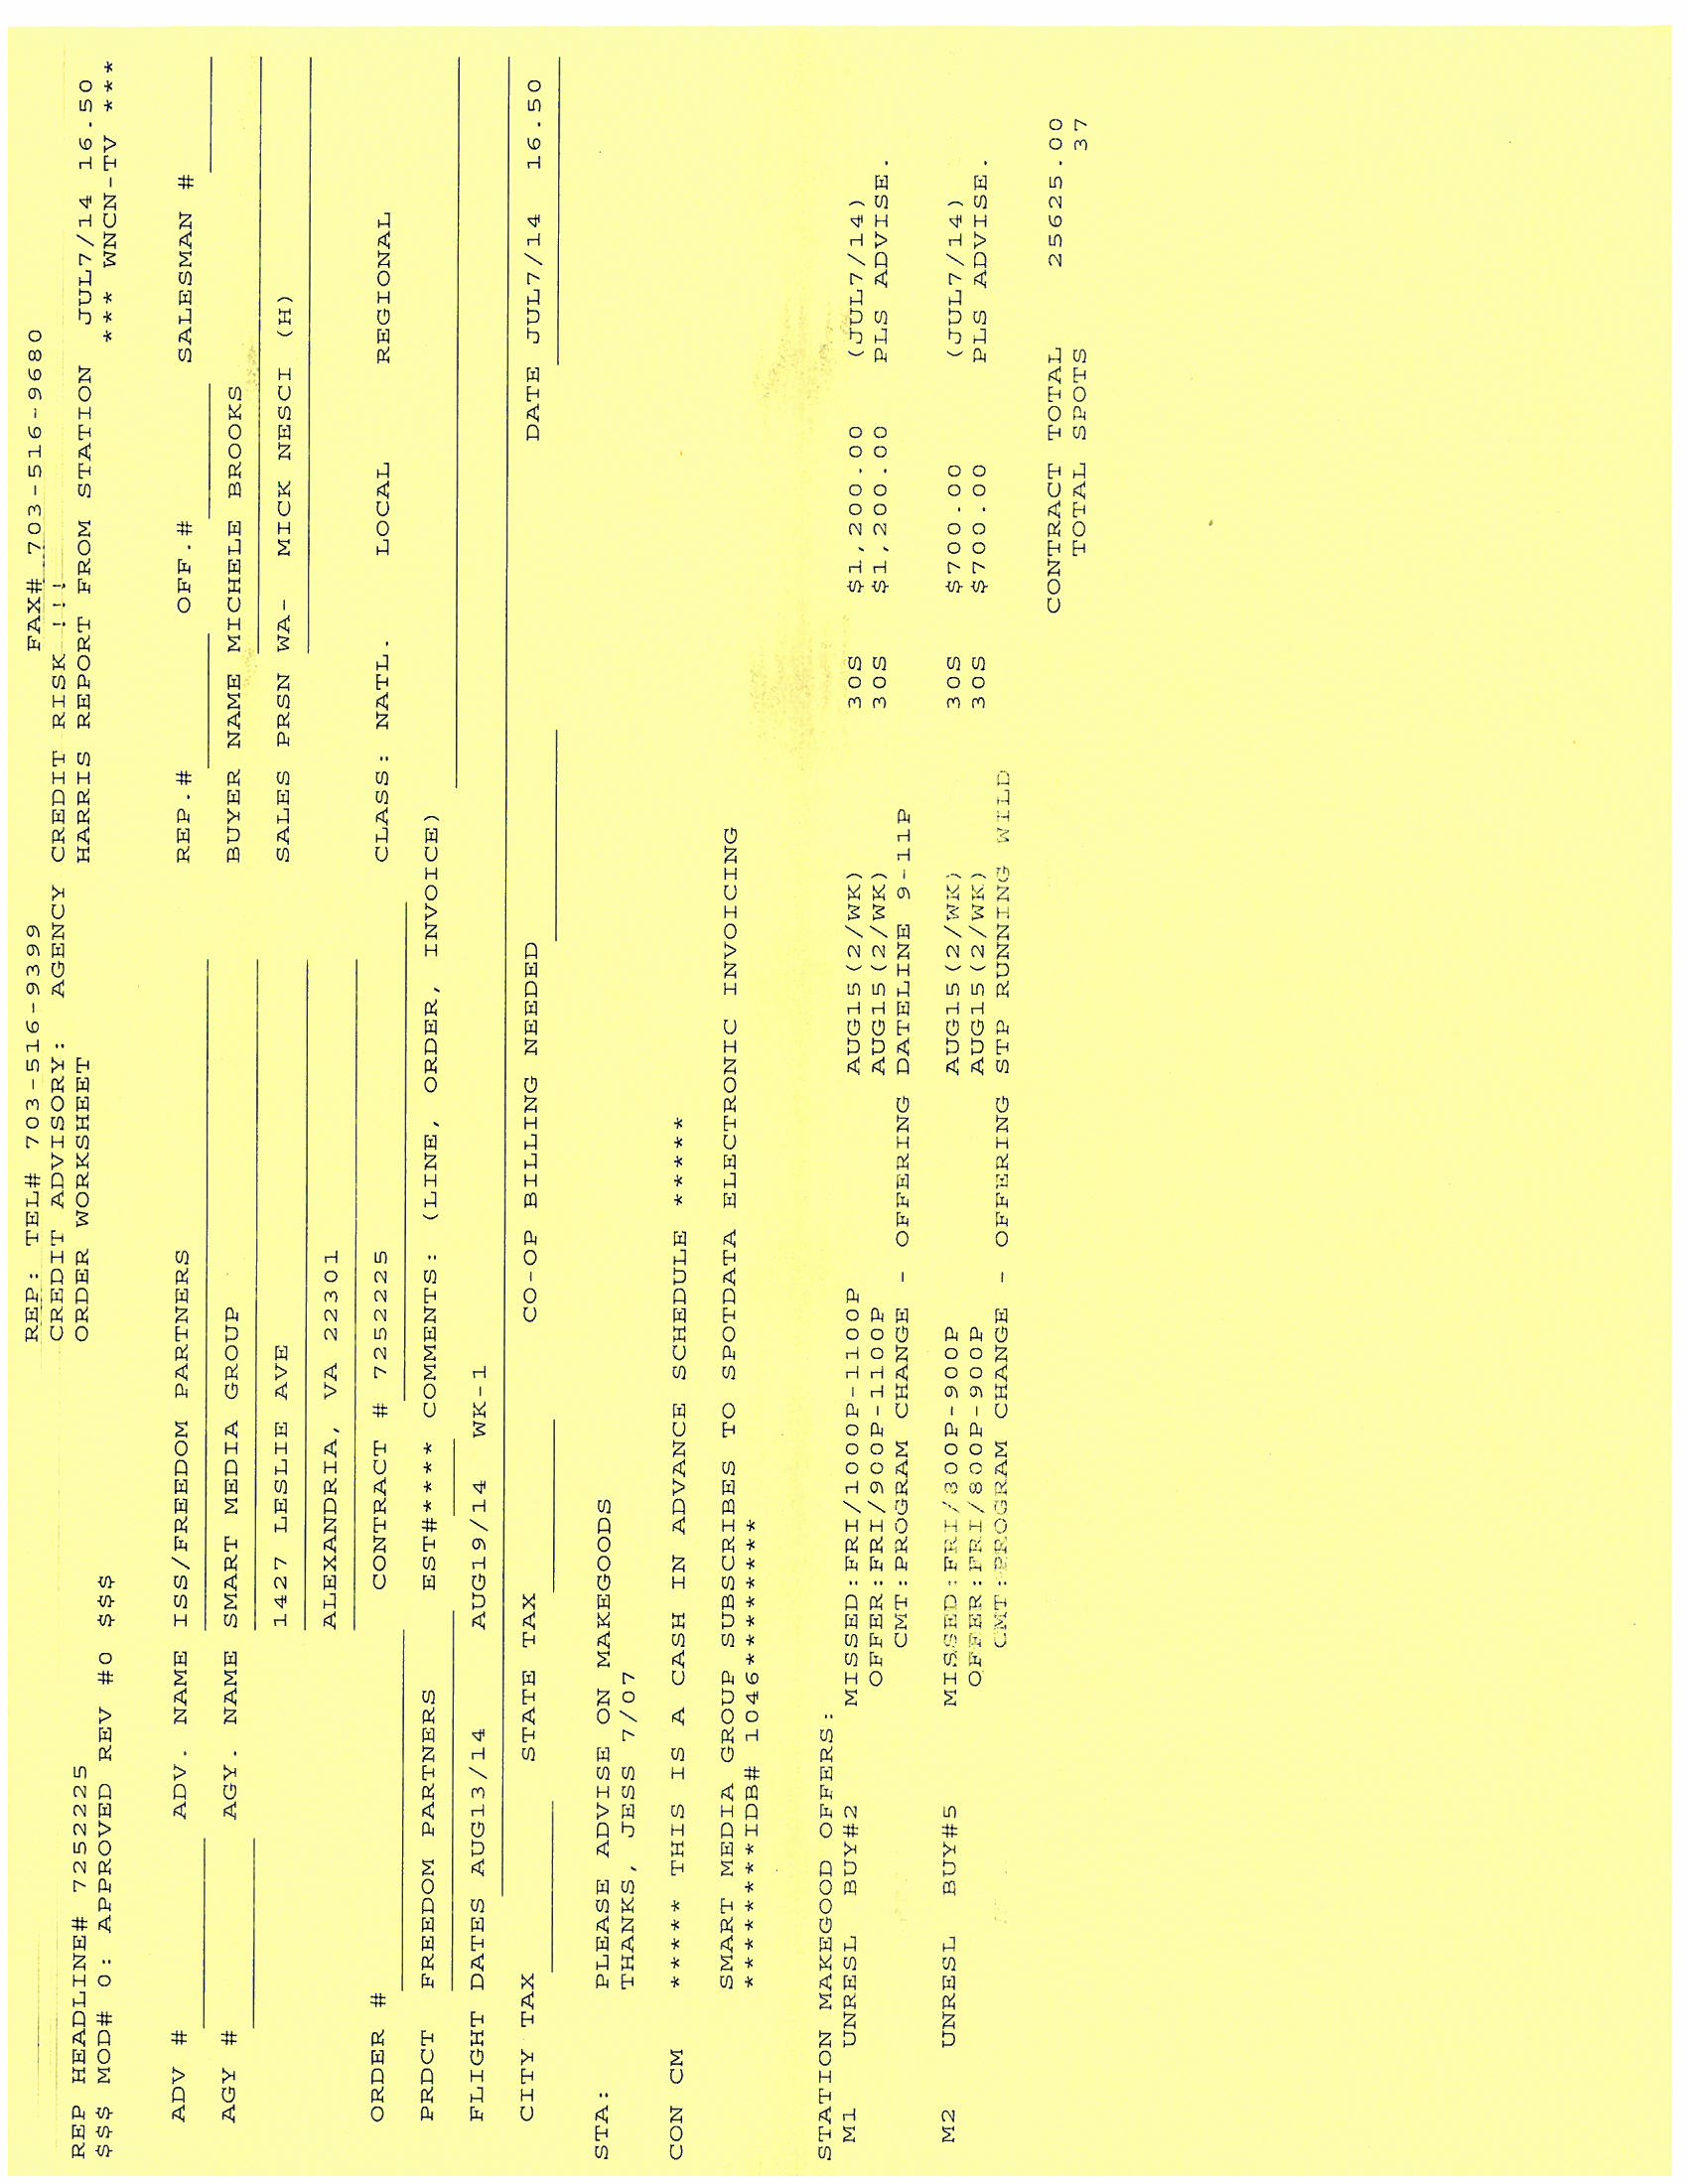 REP: TEL# 703-516-9399 FAX# 703-516-9680
CREDIT ADVISORY: AGENCY CREDIT RISK !!!
REP HEADLINE# 7252225 ORDER WORKSHEET HARRIS REPORT FROM STATION JUL7/14 16.50
$$$ MOD# 0: APPROVED REV #0 $$$ *** WNCN-TV ***
ADV # ADV. NAME ISS/FREEDOM PARTNERS REP.# OFF.# SALESMAN #
AGY # AGY. NAME SMART MEDIA GROUP BUYER NAME MICHELE BROOKS
1427 LESLIE AVE SALES PRSN WA- MICK NESCI (H)
ALEXANDRIA, VA 22301
ORDER # CONTRACT # 7252225 CLASS: NATL. LOCAL REGIONAL
PRDCT FREEDOM PARTNERS EST#**** COMMENTS: (LINE, ORDER, INVOICE)
FLIGHT DATES AUG13/14 AUG19/14 WK-1
CITY TAX STATE TAX CO-OP BILLING NEEDED DATE JUL7/14 16.50
STA: PLEASE ADVISE ON MAKEGOODS
THANKS, JESS 7/07
CON CM ***** THIS IS A CASH IN ADVANCE SCHEDULE *****
SMART MEDIA GROUP SUBSCRIBES TO SPOTDATA ELECTRONIC INVOICING
*********IDB# 1046*********
STATION MAKEGOOD OFFERS:
M1 UNRESL BUY#2 MISSED:FRI/1000P-1100P AUG15(2/WK) 30S $1,200.00 (JUL7/14)
OFFER:FRI/900P-1100P AUG15(2/WK) 30S $1,200.00 PLS ADVISE.
CMT:PROGRAM CHANGE - OFFERING DATELINE 9-11P
M2 UNRESL BUY#5 MISSED:FRI/800P-900P AUG15(2/WK) 30S $700.00 (JUL7/14)
OFFER:FRI/800P-900P AUG15(2/WK) 30S $700.00 PLS ADVISE.
CMT:PROGRAM CHANGE - OFFERING STP RUNNING WILD
CONTRACT TOTAL 25625.00
TOTAL SPOTS 37